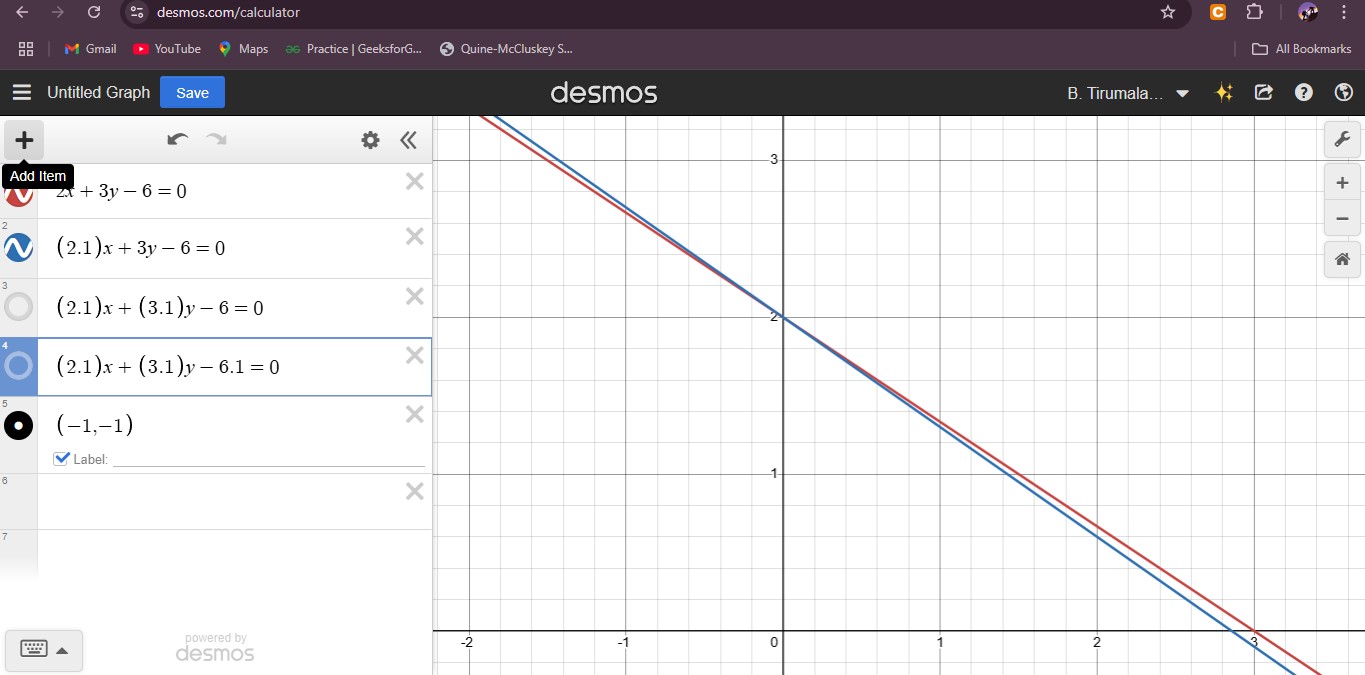 desmos.com/calculator
Gmail YouTube Maps Practice | GeeksforG... Quine-McCluskey S... All Bookmarks
Untitled Graph Save desmos B. Tirumala...
Add Item
2x + 3y − 6 = 0
2
(2.1)x + 3y − 6 = 0
3
(2.1)x + (3.1)y − 6 = 0
4
(2.1)x + (3.1)y − 6.1 = 0
5
(−1,−1)
Label:
6
7
powered by
desmos
3
2
1
-2 -1 0 1 2 3